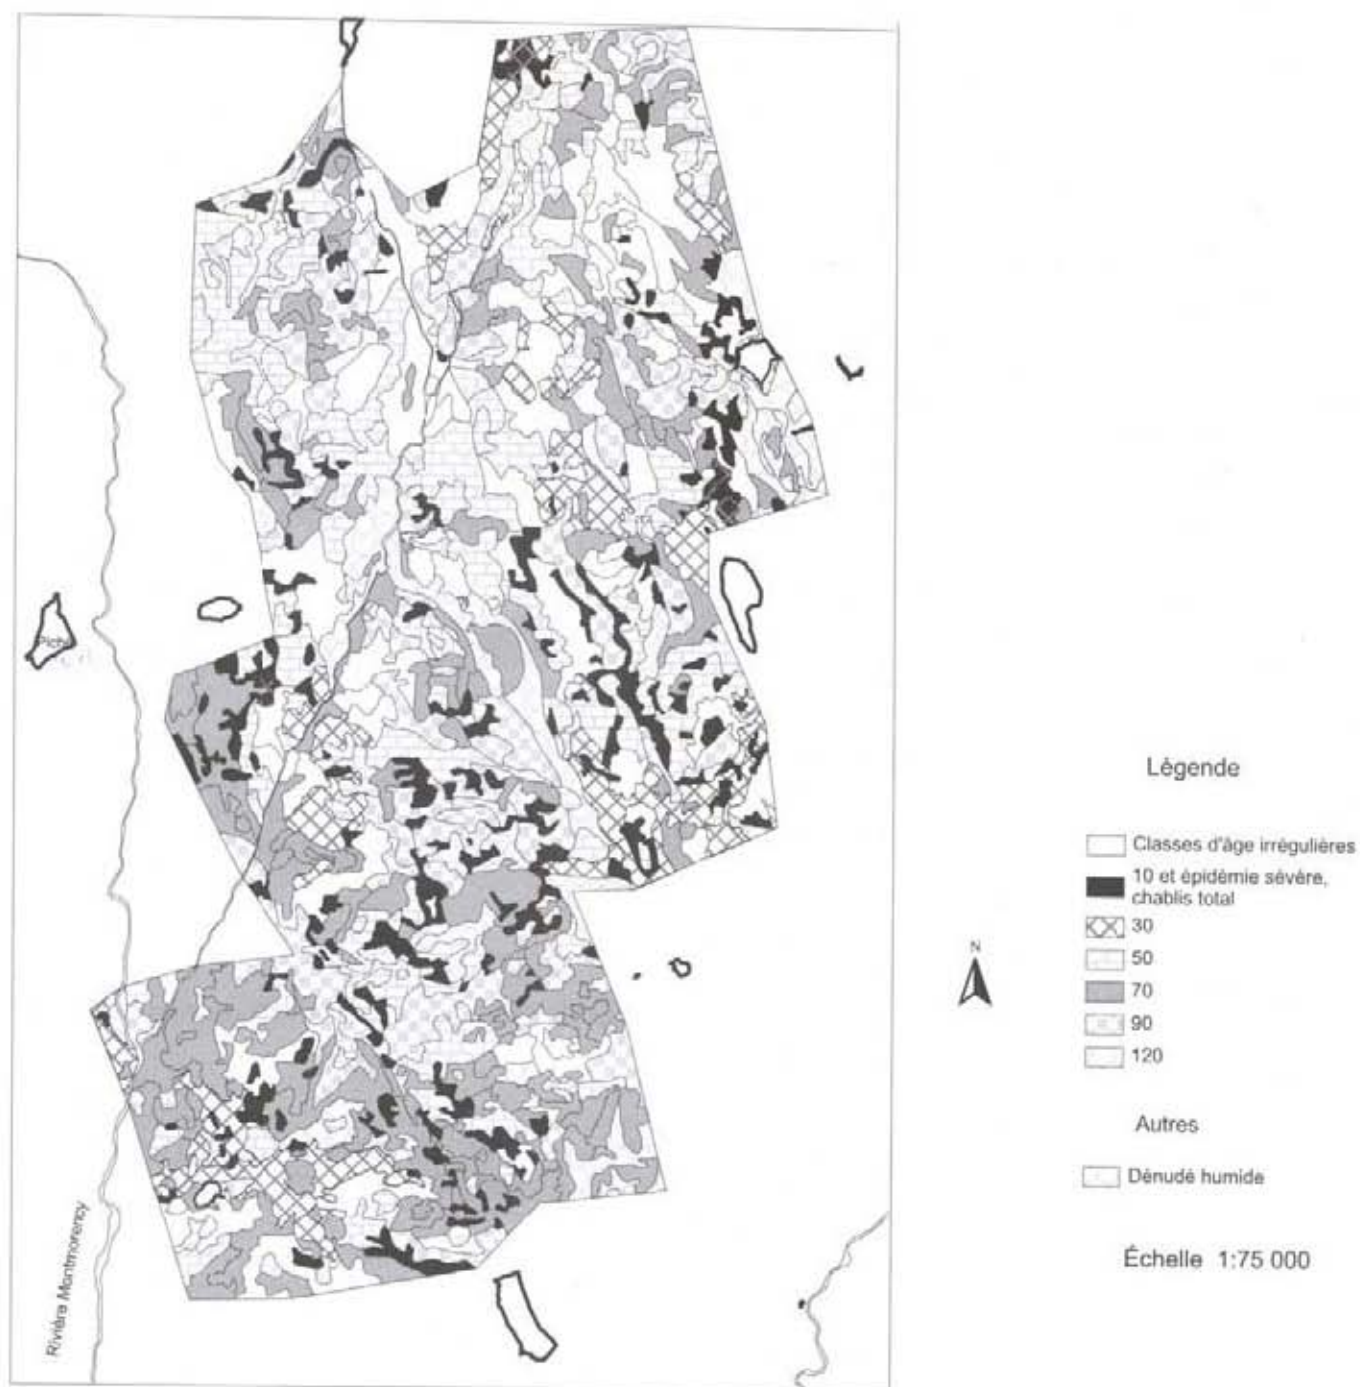 Rivière Montmorency
Légende
Classes d'âge irrégulières
10 et épidémie sévère,
chablis total
30
50
70
90
120
N
Autres
Dénudé humide
Échelle 1:75 000